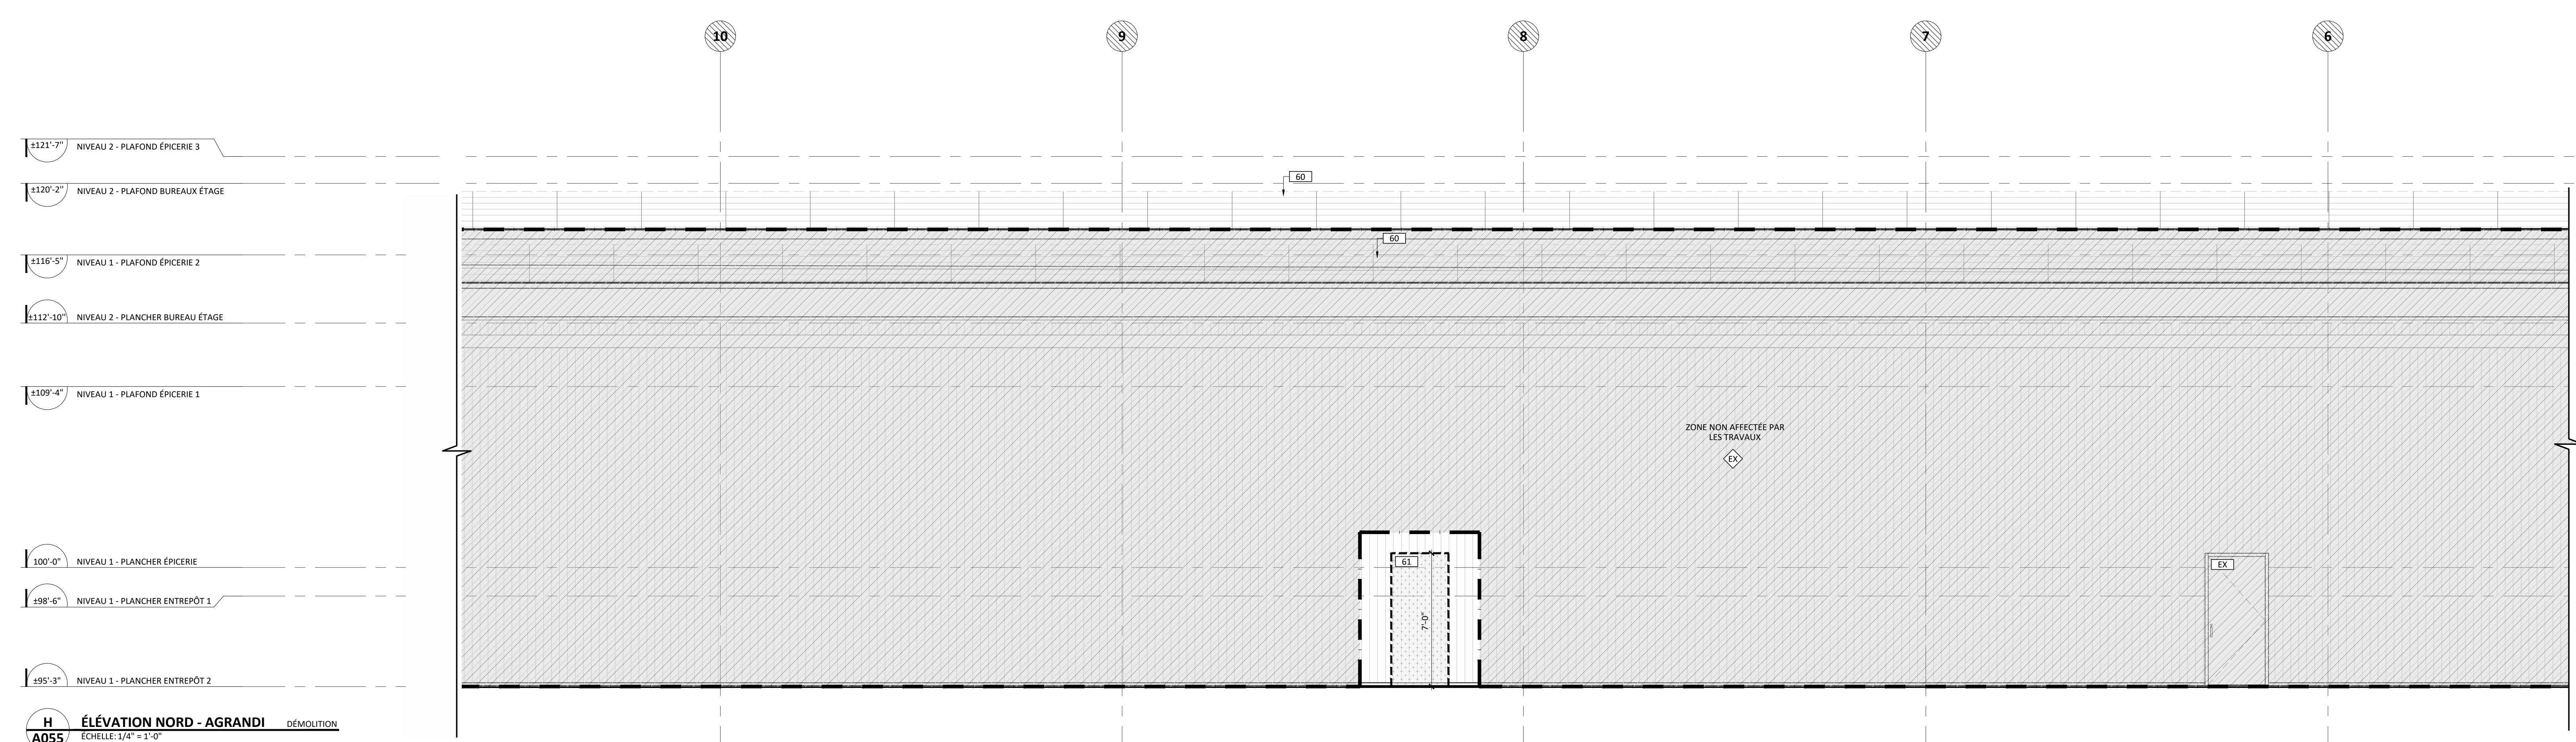 10 9 8 7 6
±121'-7" NIVEAU 2 - PLAFOND ÉPICERIE 3
60
±120'-2" NIVEAU 2 - PLAFOND BUREAUX ÉTAGE
60
±116'-5" NIVEAU 1 - PLAFOND ÉPICERIE 2
±112'-10" NIVEAU 2 - PLANCHER BUREAU ÉTAGE
±109'-4" NIVEAU 1 - PLAFOND ÉPICERIE 1
ZONE NON AFFECTÉE PAR
LES TRAVAUX
EX
100'-0" NIVEAU 1 - PLANCHER ÉPICERIE
61
EX
±98'-6" NIVEAU 1 - PLANCHER ENTREPÔT 1
7'-0"
±95'-3" NIVEAU 1 - PLANCHER ENTREPÔT 2
H ÉLÉVATION NORD - AGRANDI DÉMOLITION
A055 ÉCHELLE: 1/4" = 1'-0"